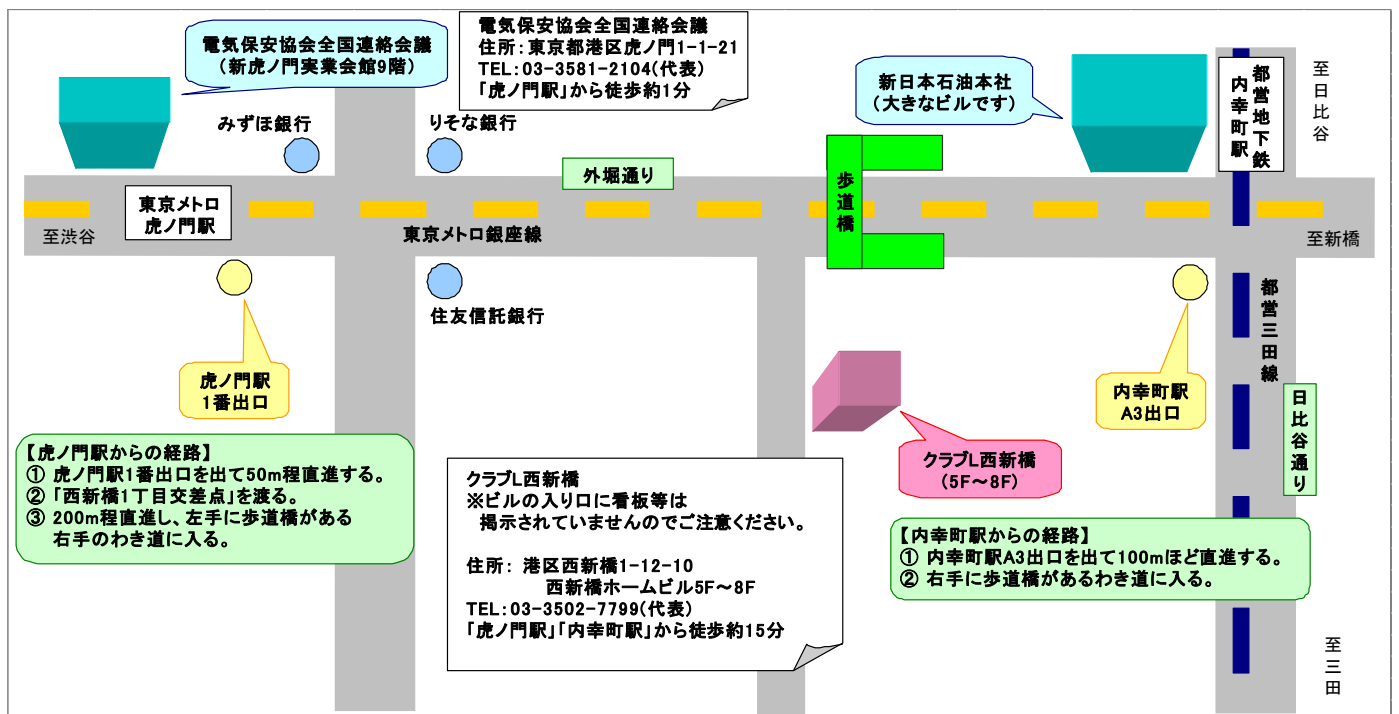 電気保安協会全国連絡会議
(新虎ノ門実業会館9階)
電気保安協会全国連絡会議
住所:東京都港区虎ノ門1-1-21
TEL:03-3581-2104(代表)
「虎ノ門駅」から徒歩約1分
新日本石油本社
(大きなビルです)
都営地下鉄
内幸町駅
至日比谷
みずほ銀行
りそな銀行
外堀通り
歩道橋
東京メトロ
虎ノ門駅
至渋谷
東京メトロ銀座線
至新橋
住友信託銀行
都営三田線
虎ノ門駅
1番出口
内幸町駅
A3出口
日比谷通り
クラブL西新橋
(5F~8F)
【虎ノ門駅からの経路】
① 虎ノ門駅1番出口を出て50m程直進する。
② 「西新橋1丁目交差点」を渡る。
③ 200m程直進し、左手に歩道橋がある
右手のわき道に入る。
クラブL西新橋
※ビルの入り口に看板等は
掲示されていませんのでご注意ください。
住所: 港区西新橋1-12-10
西新橋ホームビル5F~8F
TEL:03-3502-7799(代表)
「虎ノ門駅」「内幸町駅」から徒歩約15分
【内幸町駅からの経路】
① 内幸町駅A3出口を出て100mほど直進する。
② 右手に歩道橋があるわき道に入る。
至三田